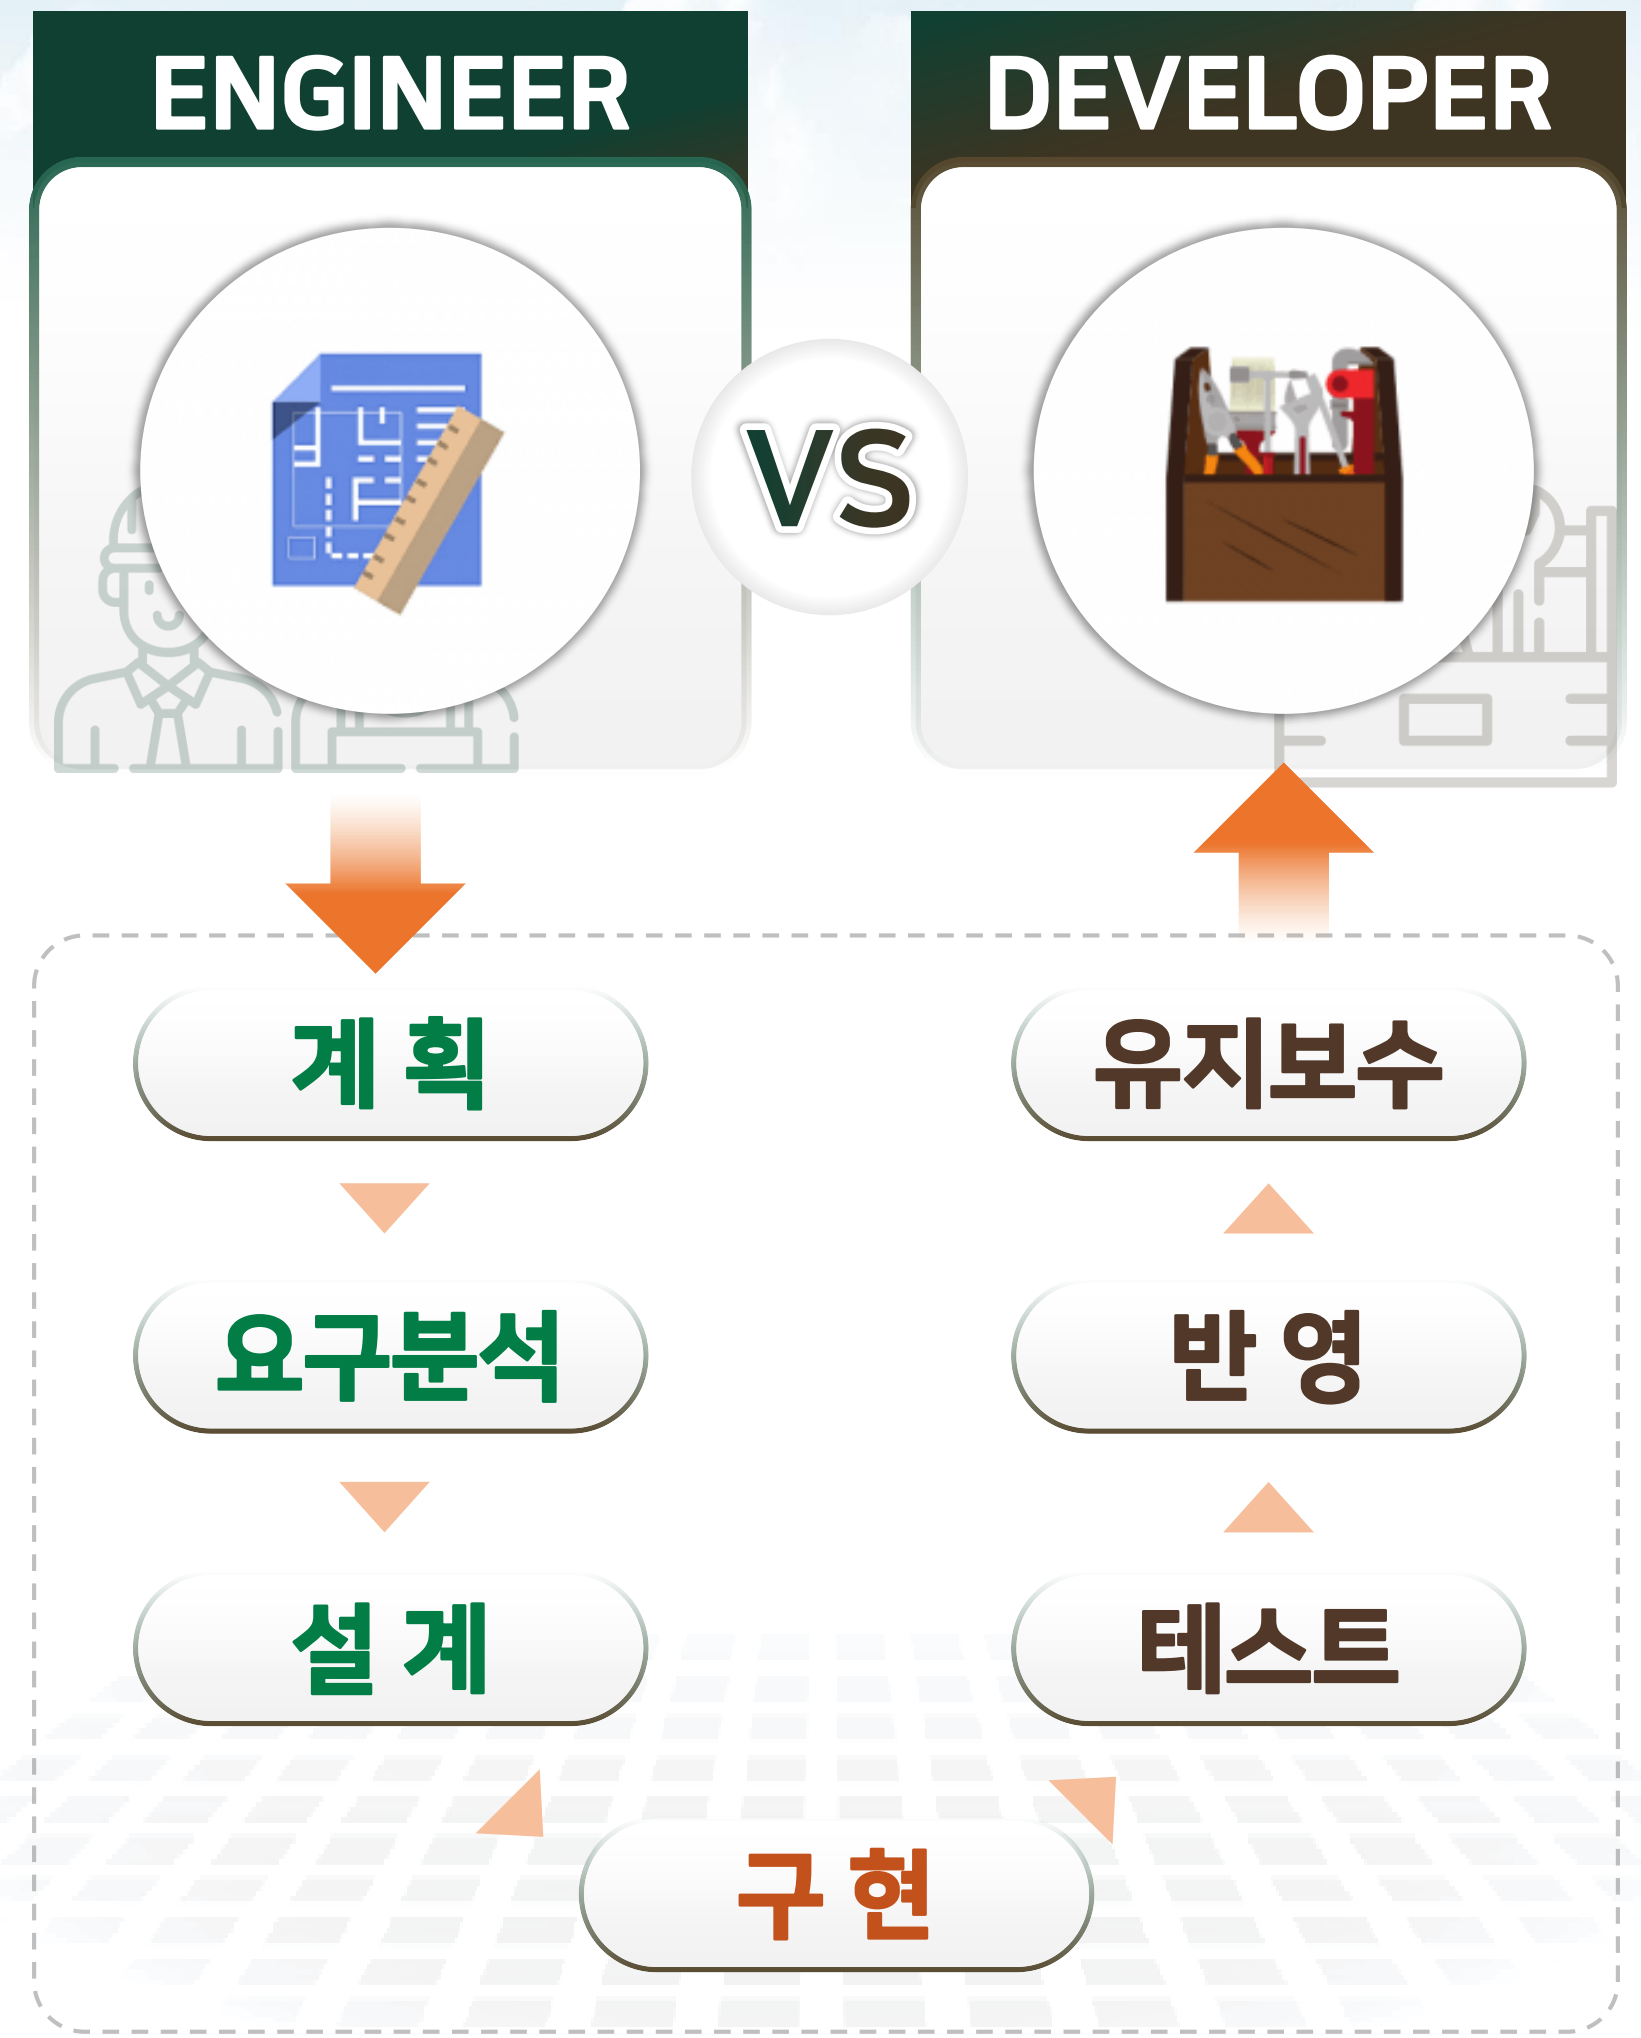 ENGINEER
DEVELOPER
VS
계 획
요구분석
설 계
구 현
테스트
반 영
유지보수